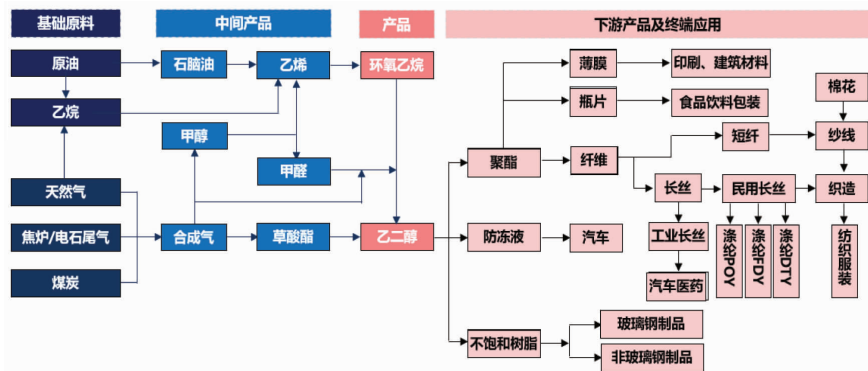 基础原料
中间产品
产品
下游产品及终端应用
原油
石脑油
乙烯
环氧乙烷
薄膜
印刷、建筑材料
棉花
乙烷
瓶片
食品饮料包装
甲醇
短纤
纱线
甲醛
聚酯
纤维
天然气
长丝
民用长丝
织造
焦炉/电石尾气
合成气
草酸酯
乙二醇
防冻液
汽车
工业长丝
涤纶POY
涤纶FDY
涤纶DTY
纺织服装
煤炭
汽车医药
不饱和树脂
玻璃钢制品
非玻璃钢制品